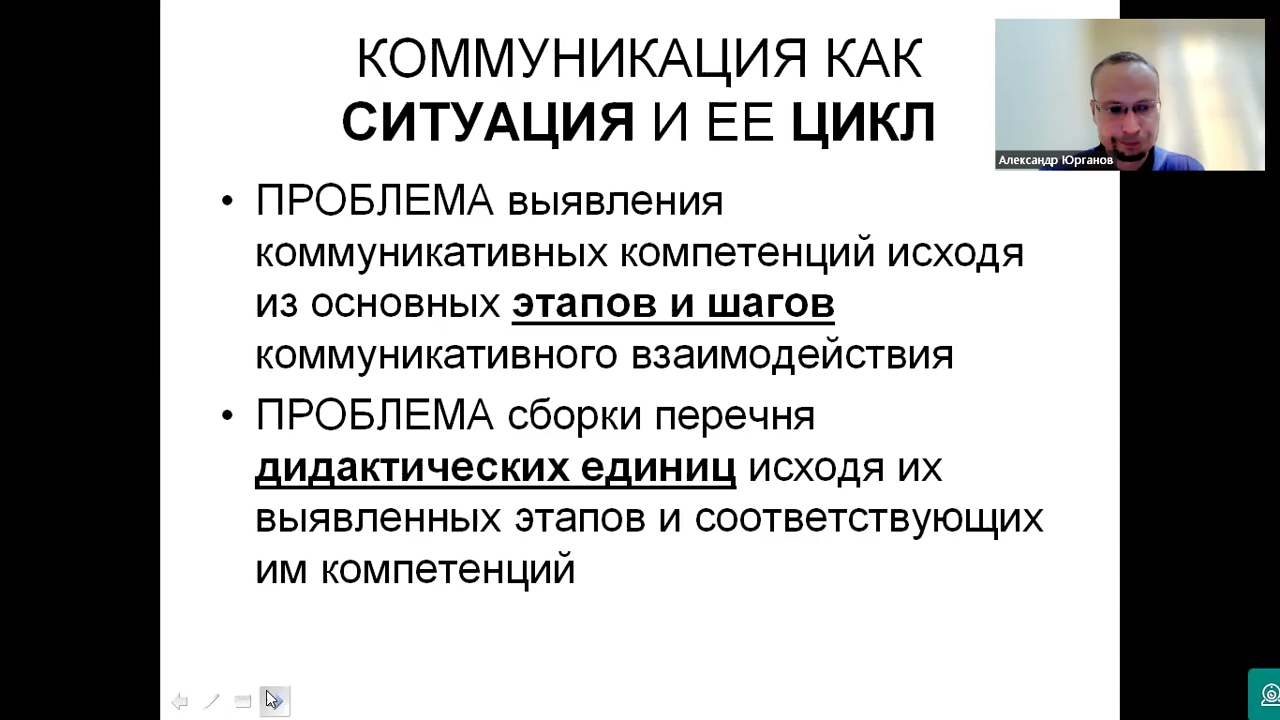 КОММУНИКАЦИЯ КАК
СИТУАЦИЯ И ЕЕ ЦИКЛ
Александр Юрганов
• ПРОБЛЕМА выявления
коммуникативных компетенций исходя
из основных этапов и шагов
коммуникативного взаимодействия
• ПРОБЛЕМА сборки перечня
дидактических единиц исходя их
выявленных этапов и соответствующих
им компетенций